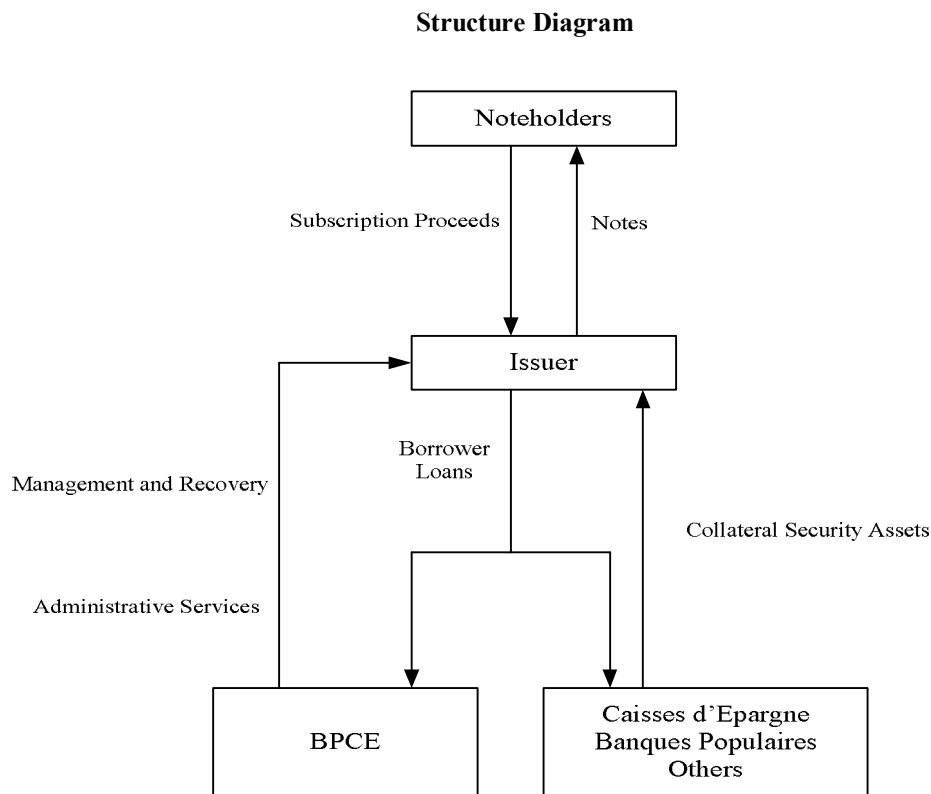 Structure Diagram
Noteholders
Subscription Proceeds
Notes
Issuer
Borrower
Loans
Management and Recovery
Collateral Security Assets
Administrative Services
BPCE
Caisses d’Epargne
Banques Populaires
Others